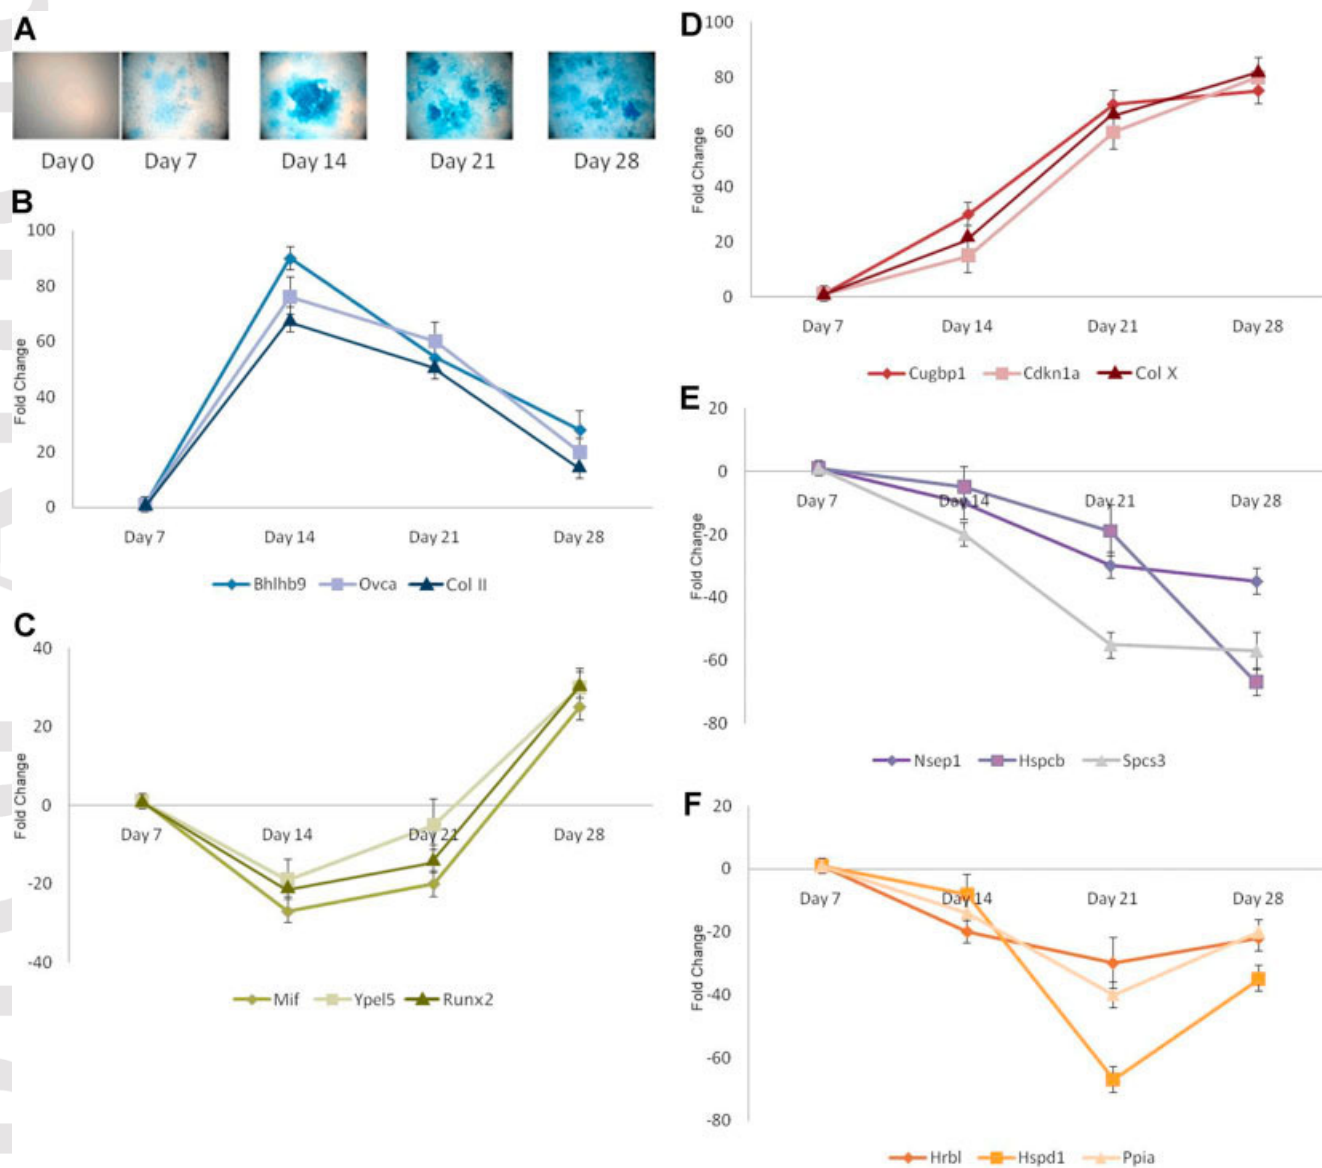 A
Day 0 Day 7 Day 14 Day 21 Day 28
B
100
80
60
40
20
0
Fold Change
Day 7 Day 14 Day 21 Day 28
Bhlhb9 Ovca Col II
C
40
20
0
-20
-40
Fold Change
Day 7 Day 14 Day 21 Day 28
Mif Ypel5 Runx2
D
100
80
60
40
20
0
Fold Change
Day 7 Day 14 Day 21 Day 28
Cugbp1 Cdkn1a Col X
E
20
0
-20
-40
-60
-80
Fold Change
Day 7 Day 14 Day 21 Day 28
Nsep1 Hspcb Spcs3
F
20
0
-20
-40
-60
-80
Fold Change
Day 7 Day 14 Day 21 Day 28
Hrbl Hspd1 Ppia